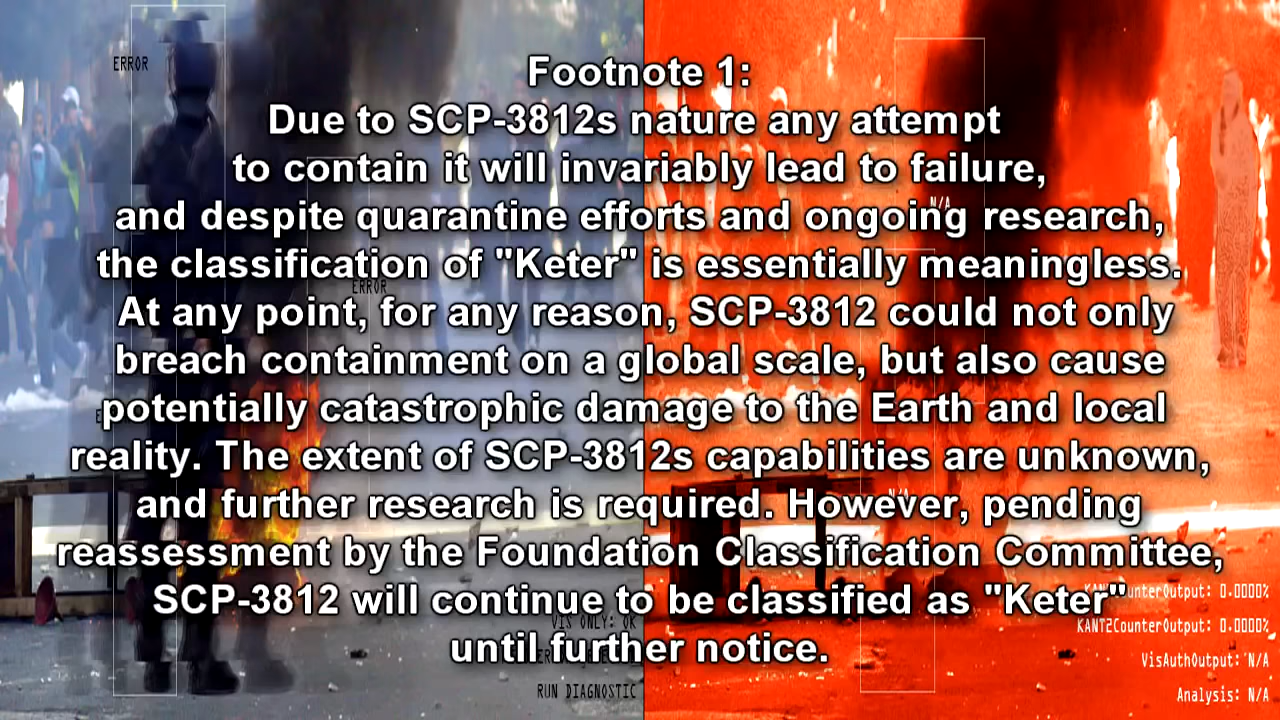 ERROR
Footnote 1:
Due to SCP-3812s nature any attempt
to contain it will invariably lead to failure,
N/A
and despite quarantine efforts and ongoing research,
the classification of "Keter" is essentially meaningless.
ERROR
At any point, for any reason, SCP-3812 could not only
breach containment on a global scale, but also cause
potentially catastrophic damage to the Earth and local
reality. The extent of SCP-3812s capabilities are unknown,
N/A
and further research is required. However, pending
reassessment by the Foundation Classification Committee,
SCP-3812 will continue to be classified as "Keter"
unterOutput: 0.0000%
VIS ONLY: OK
KANT2CounterOutput: 0.0000%
until further notice.
VisAuthOutput: N/A
RUN DIAGNOSTIC
Analysis: N/A